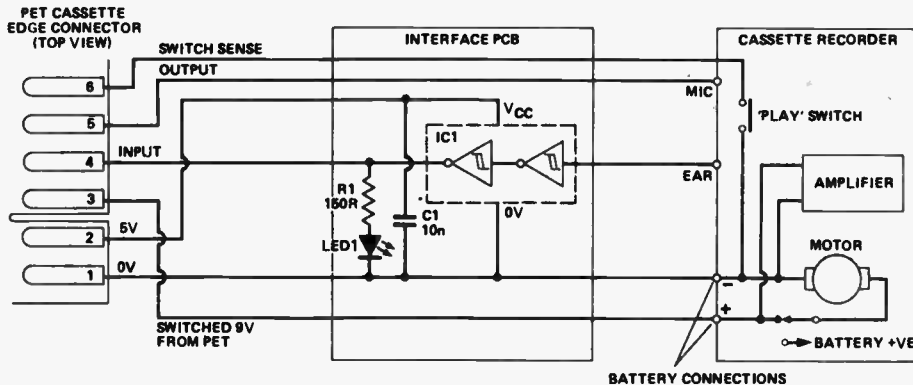 PET CASSETTE
EDGE CONNECTOR
(TOP VIEW)
INTERFACE PCB
CASSETTE RECORDER
SWITCH SENSE
6
OUTPUT
MIC
VCC
'PLAY' SWITCH
5
IC1
INPUT
4
EAR
AMPLIFIER
R1
150R
3
0V
C1
10n
5V
LED1
2
MOTOR
0V
1
-
+
SWITCHED 9V
FROM PET
BATTERY +VE
BATTERY CONNECTIONS